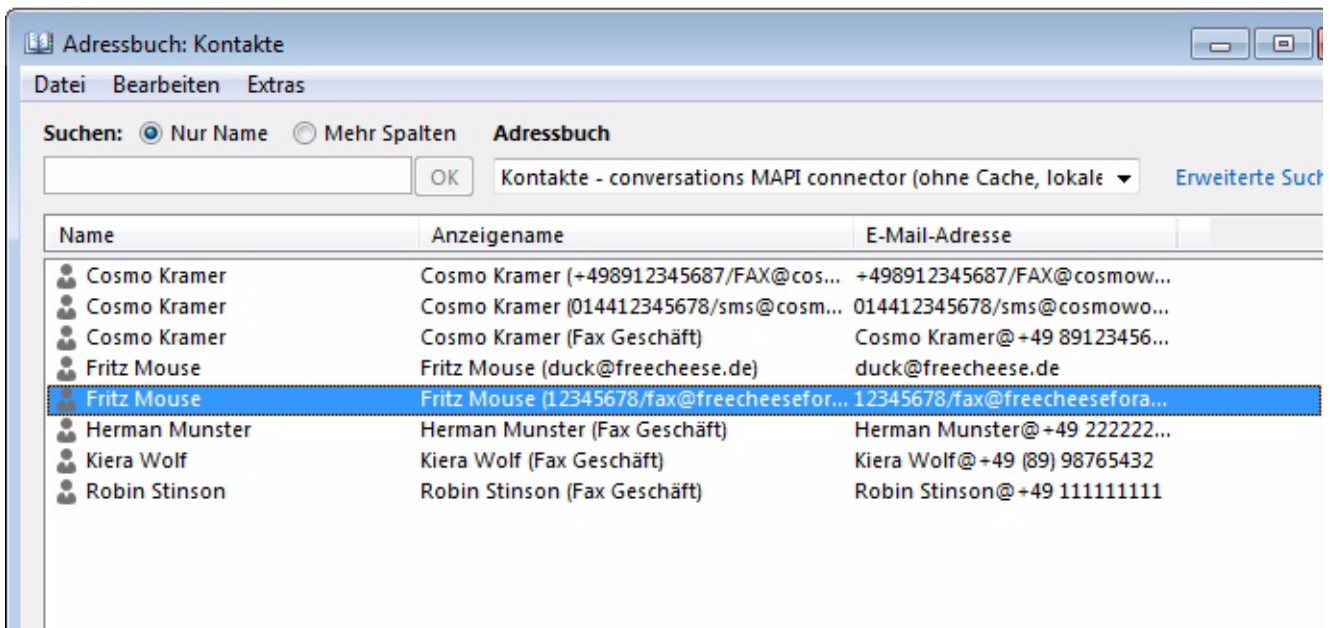 Adressbuch: Kontakte
Datei Bearbeiten Extras
Suchen: Nur Name Mehr Spalten Adressbuch
OK Kontakte - conversations MAPI connector (ohne Cache, lokale Erweiterte Such
Name Anzeigename E-Mail-Adresse
Cosmo Kramer Cosmo Kramer (+498912345687/FAX@cos... +498912345687/FAX@cosmow...
Cosmo Kramer Cosmo Kramer (014412345678/sms@cosm... 014412345678/sms@cosmowo...
Cosmo Kramer Cosmo Kramer (Fax Geschäft) Cosmo Kramer@+49 89123456...
Fritz Mouse Fritz Mouse (duck@freecheese.de) duck@freecheese.de
Fritz Mouse Fritz Mouse (12345678/fax@freecheesefor... 12345678/fax@freecheesefora...
Herman Munster Herman Munster (Fax Geschäft) Herman Munster@+49 222222...
Kiera Wolf Kiera Wolf (Fax Geschäft) Kiera Wolf@+49 (89) 98765432
Robin Stinson Robin Stinson (Fax Geschäft) Robin Stinson@+49 111111111